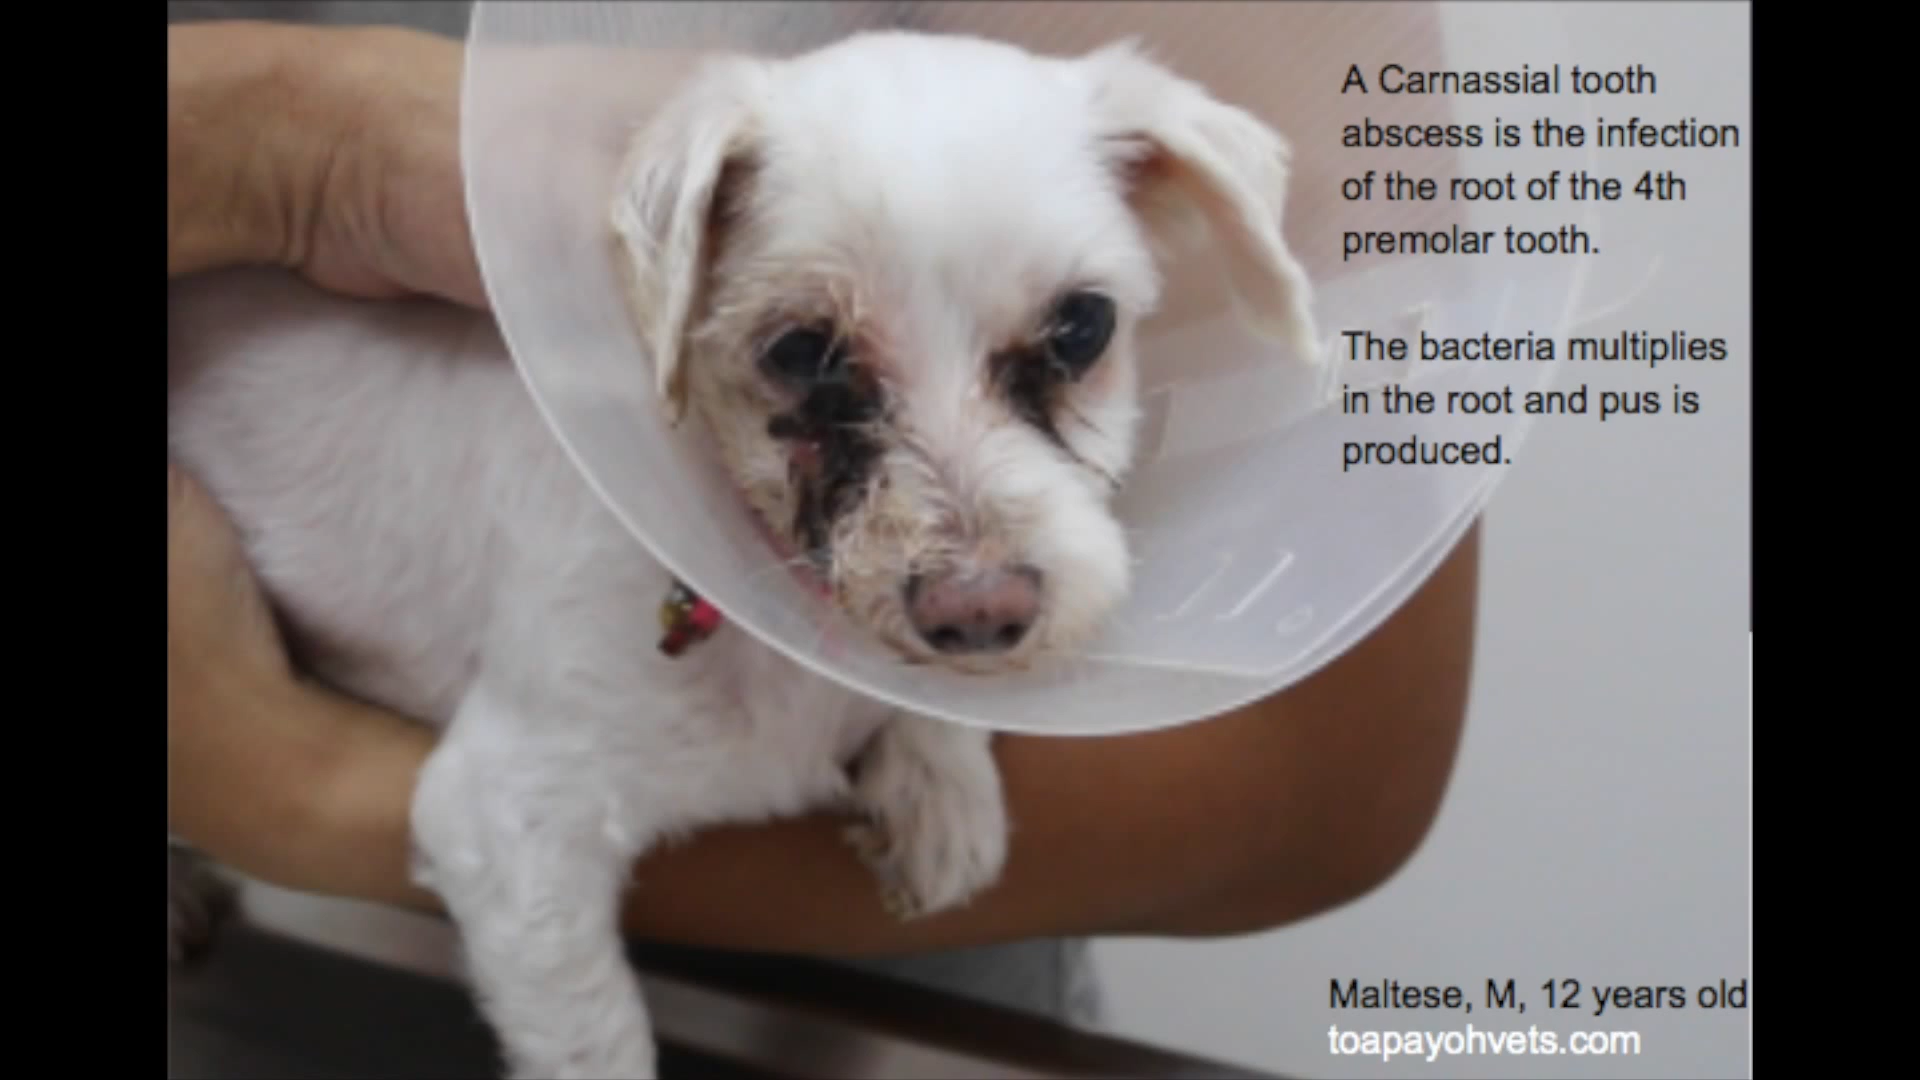 A Carnassial tooth
abscess is the infection
of the root of the 4th
premolar tooth.
The bacteria multiplies
in the root and pus is
produced.
Maltese, M, 12 years old
toapayohvets.com